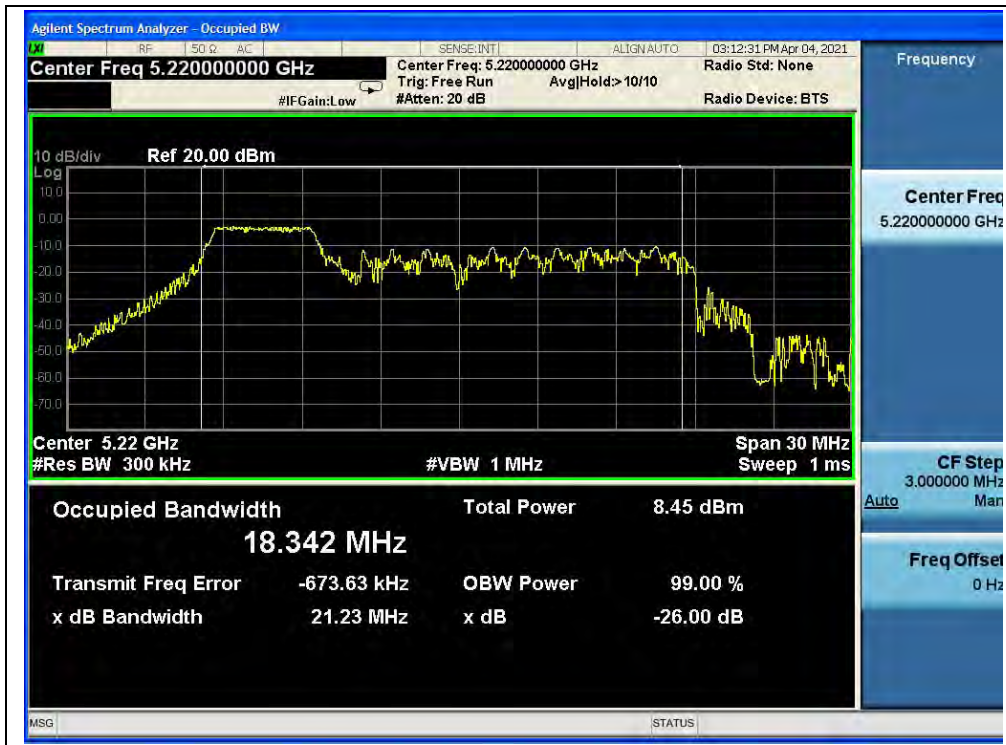 Agilent Spectrum Analyzer - Occupied BW
LXI RF 50 Ω AC SENSE:INT ALIGN AUTO 03:12:31 PM Apr 04, 2021
Center Freq 5.220000000 GHz
Center Freq: 5.220000000 GHz
Radio Std: None
Trig: Free Run Avg|Hold:> 10/10
#IFGain:Low
#Atten: 20 dB
Radio Device: BTS
10 dB/div Ref 20.00 dBm
Log
10.0
0.00
-10.0
-20.0
-30.0
-40.0
-50.0
-60.0
-70.0
Center 5.22 GHz Span 30 MHz
#Res BW 300 kHz #VBW 1 MHz Sweep 1 ms
Occupied Bandwidth Total Power 8.45 dBm
18.342 MHz
Transmit Freq Error -673.63 kHz OBW Power 99.00 %
x dB Bandwidth 21.23 MHz x dB -26.00 dB
MSG STATUS
Frequency
Center Freq
5.220000000 GHz
CF Step
3.000000 MHz
Auto Man
Freq Offset
0 Hz